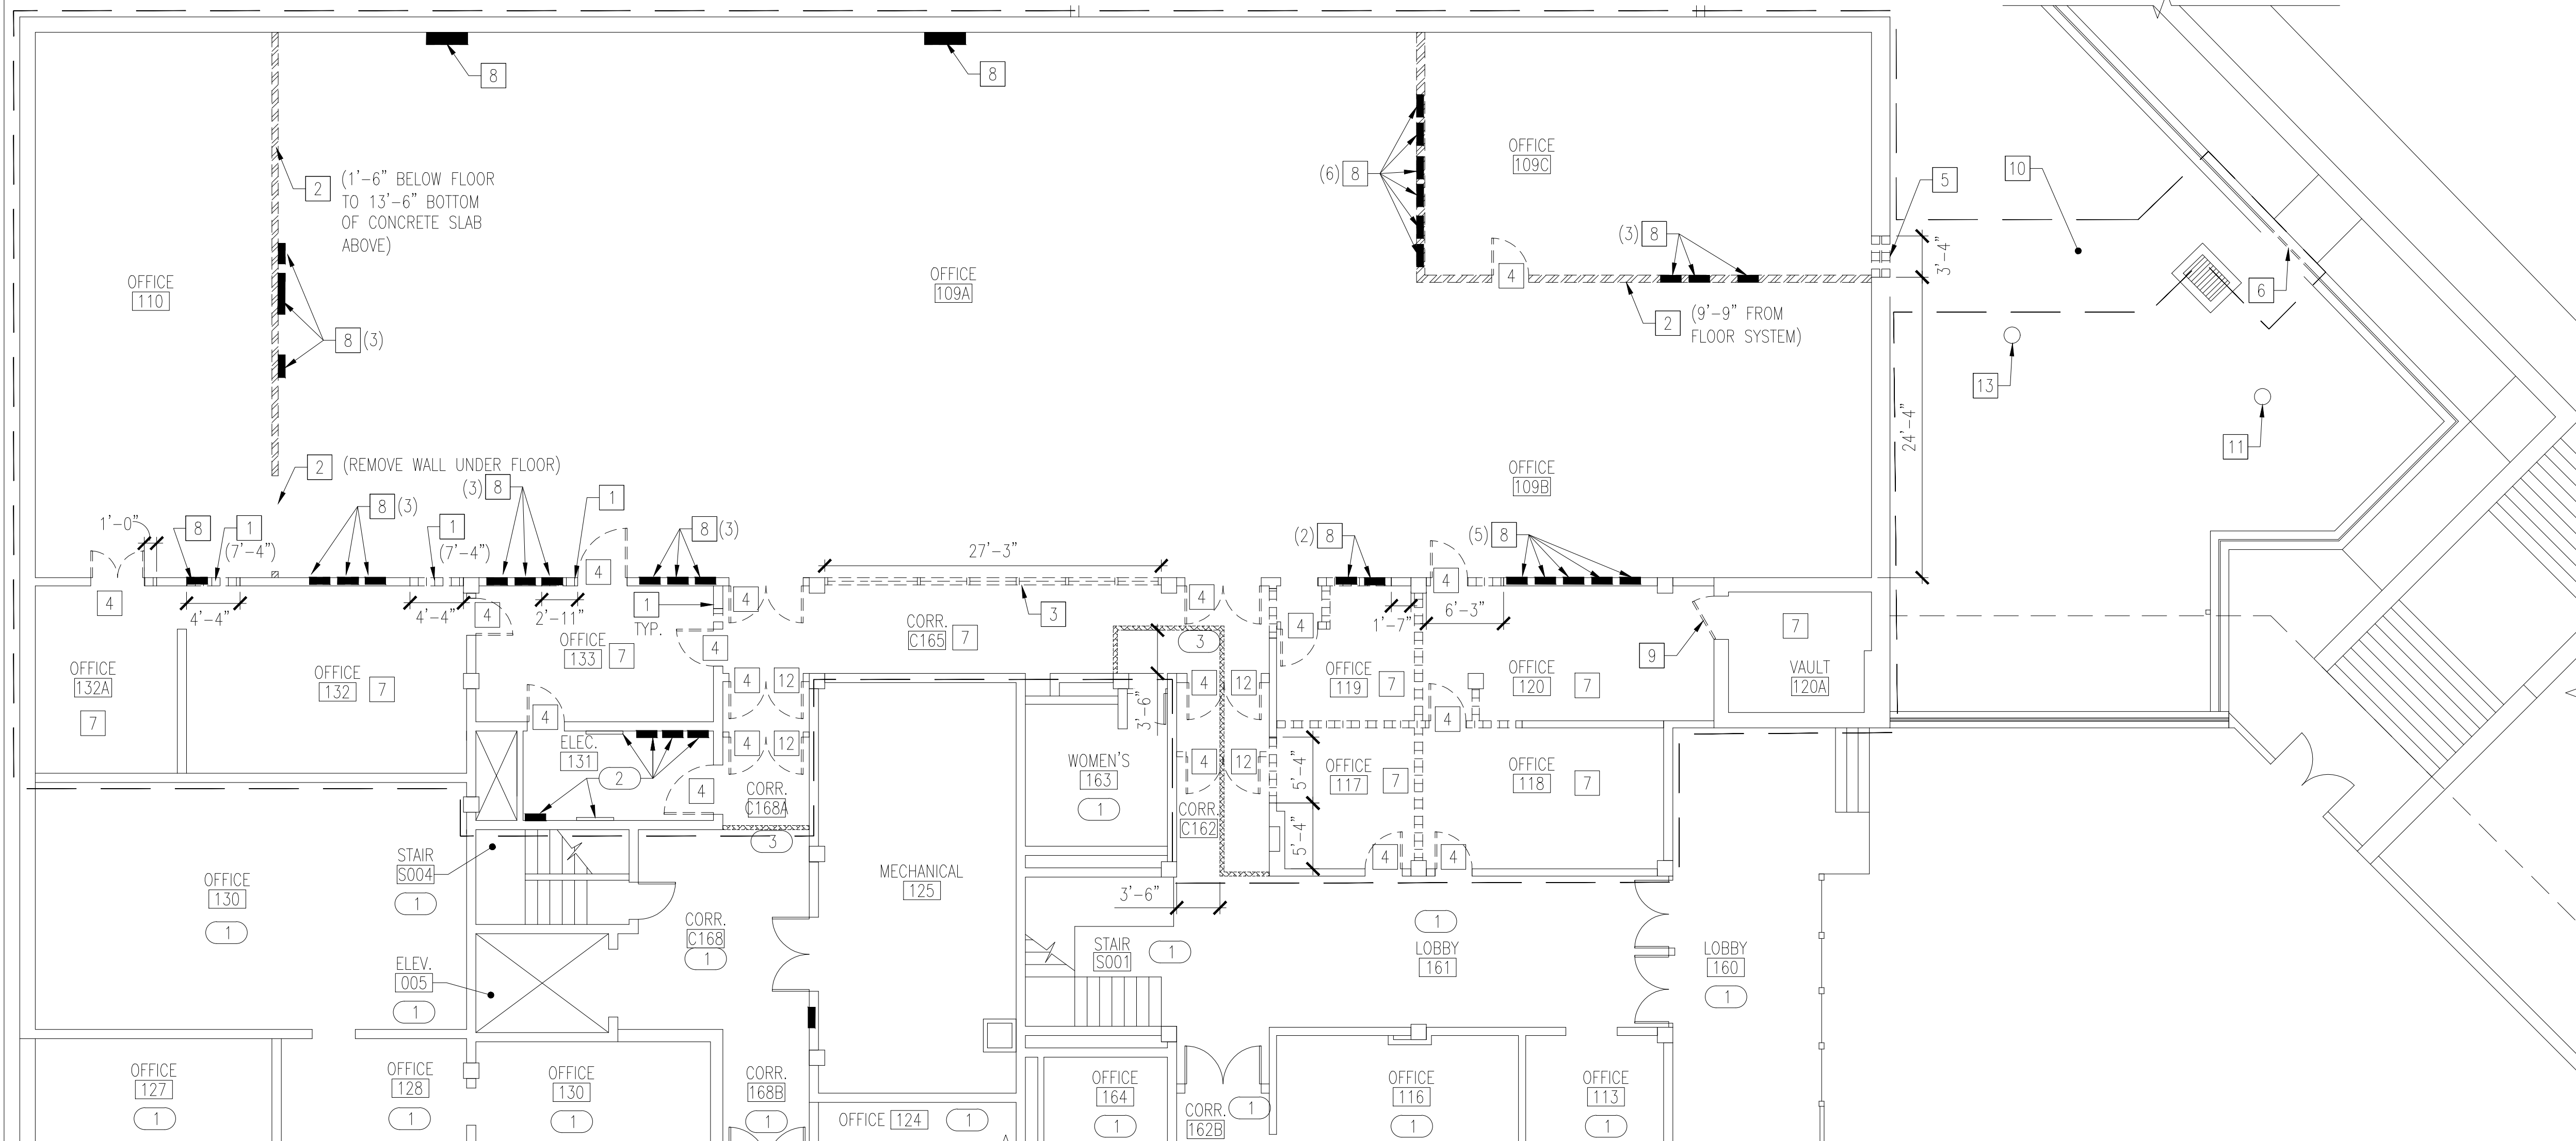 8
8
2
(1'-6" BELOW FLOOR
TO 13'-6" BOTTOM
OF CONCRETE SLAB
ABOVE)
OFFICE
110
8 (3)
OFFICE
109A
(6) 8
OFFICE
109C
(3) 8
4
2
(9'-9" FROM
FLOOR SYSTEM)
5
3'-4"
10
6
13
11
24'-4"
2 (REMOVE WALL UNDER FLOOR)
OFFICE
109B
1'-0"
8
1
(7'-4")
8 (3)
1
(7'-4")
(3) 8
1
4
8 (3)
27'-3"
(2) 8
(5) 8
4
4
4'-4"
4'-4"
4
2'-11"
1
TYP.
4
3
4
4
1'-7"
6'-3"
OFFICE
133
7
4
CORR.
C165
7
3
3'-6"
9
7
VAULT
120A
OFFICE
132A
7
OFFICE
132
7
4
12
4
12
OFFICE
119
7
OFFICE
120
7
4
4
ELEC.
131
2
4
12
4
12
4
CORR.
C168A
3
WOMEN'S
163
1
CORR.
C162
5'-4"
5'-4"
OFFICE
117
7
OFFICE
118
7
4
4
STAIR
S004
1
OFFICE
130
1
MECHANICAL
125
3'-6"
CORR.
C168
1
ELEV.
005
1
STAIR
S001
1
1
LOBBY
161
LOBBY
160
1
OFFICE
127
1
OFFICE
128
1
OFFICE
130
1
CORR.
168B
1
OFFICE 124
1
OFFICE
164
1
CORR.
162B
1
OFFICE
116
1
OFFICE
113
1